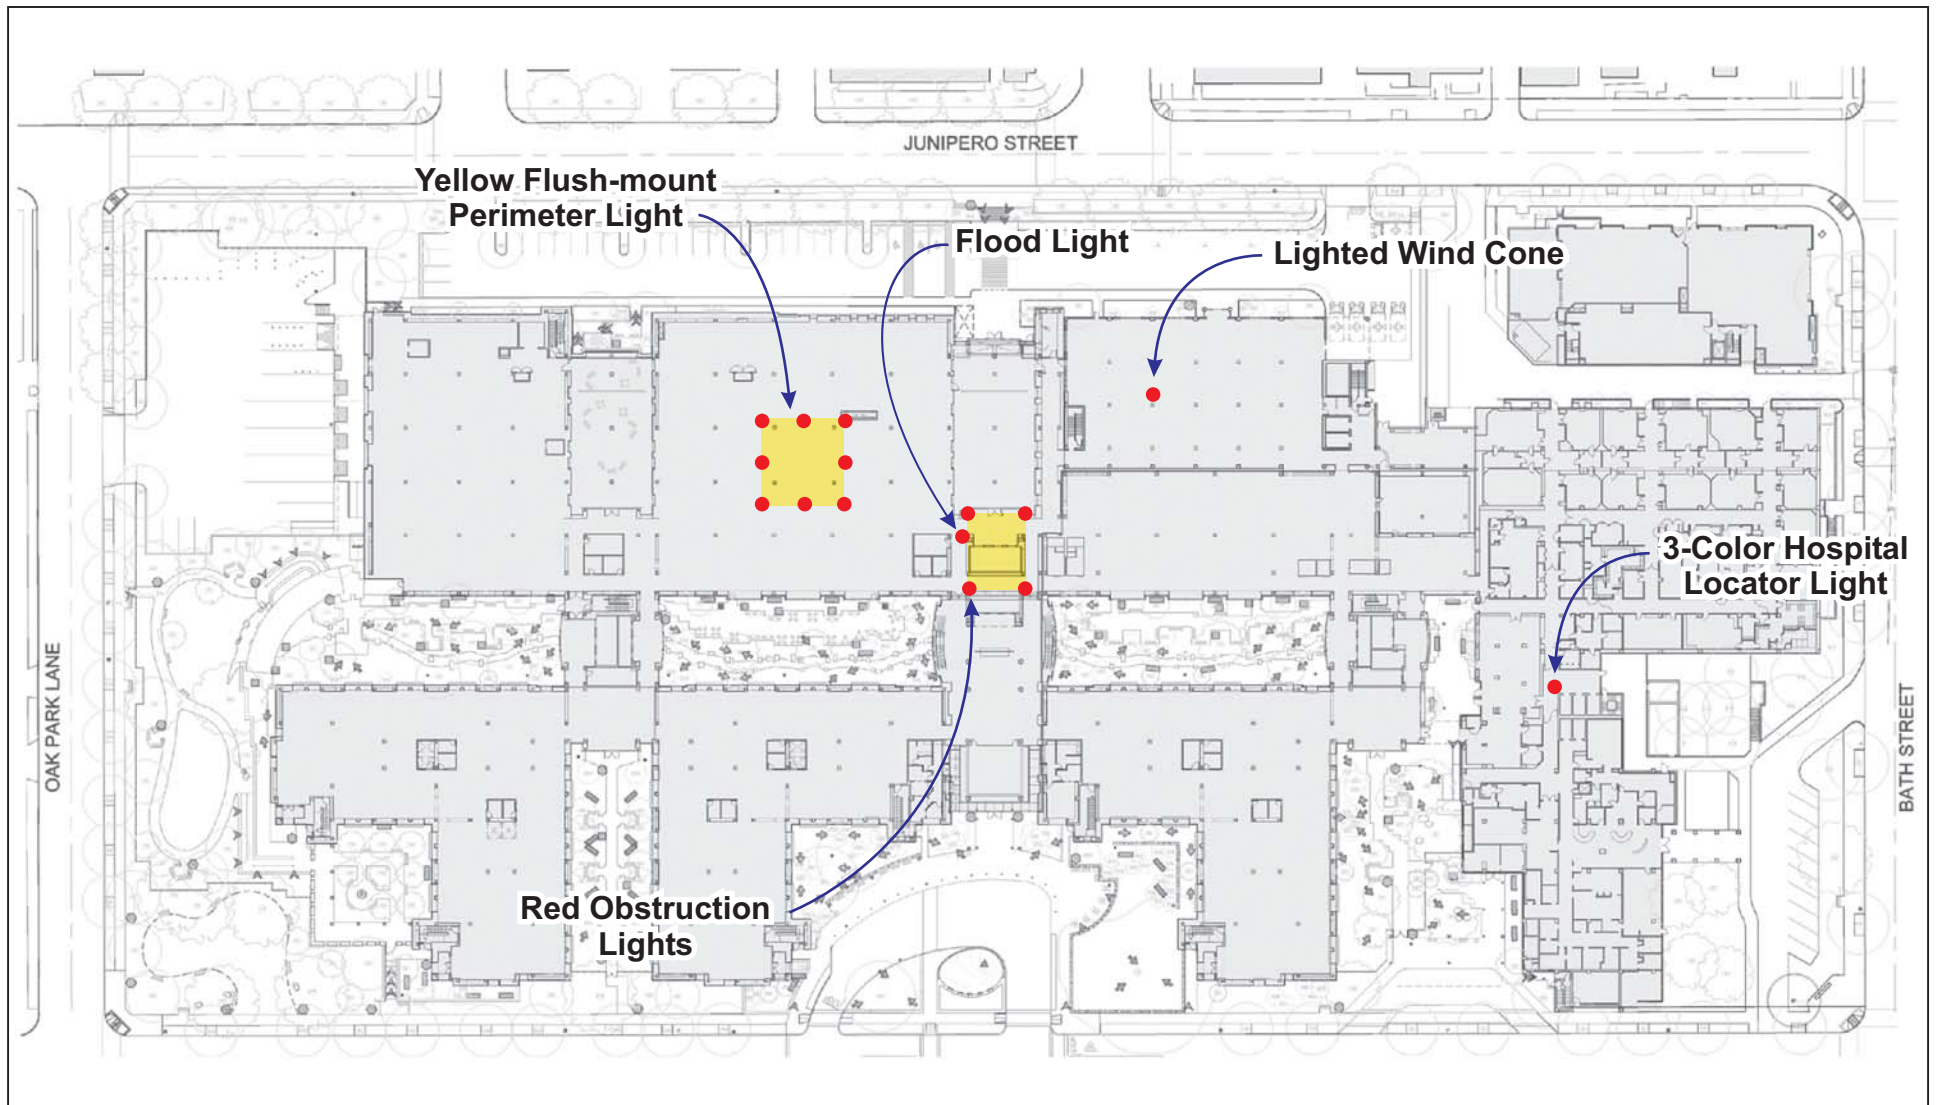 JUNIPERO STREET
Yellow Flush-mount
Perimeter Light
Flood Light
Lighted Wind Cone
3-Color Hospital
Locator Light
OAK PARK LANE
BATH STREET
Red Obstruction
Lights